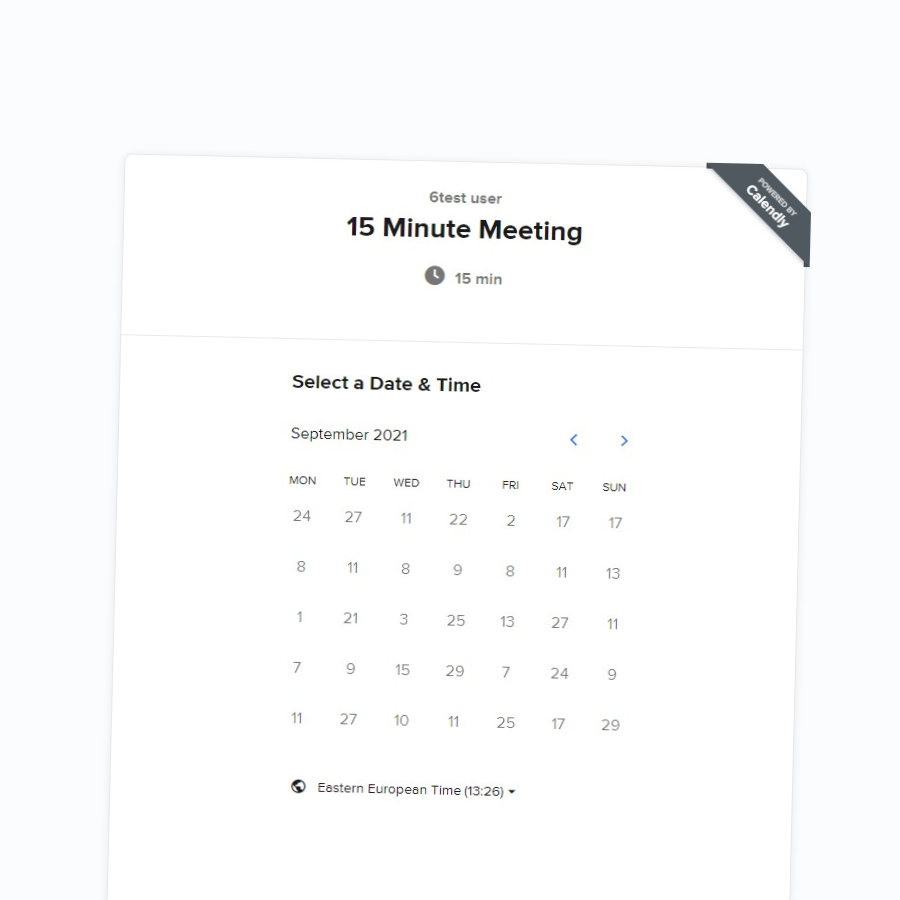 POWERED BY
Calendly
6test user
15 Minute Meeting
15 min
Select a Date & Time
September 2021
MON TUE WED THU FRI SAT SUN
24 27 11 22 2 17 17
8 11 8 9 8 11 13
1 21 3 25 13 27 11
7 9 15 29 7 24 9
11 27 10 11 25 17 29
Eastern European Time (13:26)